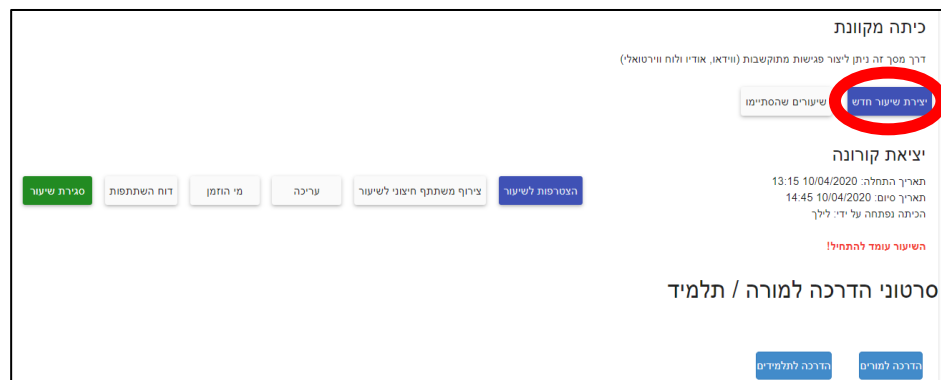 כיתה מקוונת
דרך מסך זה ניתן ליצור פגישות מתוקשבות (ווידאו, אודיו ולוח ווירטואלי)
יצירת שיעור חדש שיעורים שהסתיימו
יציאת קורונה
תאריך התחלה: 10/04/2020 13:15
תאריך סיום: 10/04/2020 14:45
הכיתה נפתחה על ידי: לילך
הצטרפות לשיעור צירוף משתתף חיצוני לשיעור עריכה מי הוזמן דוח השתתפות סגירת שיעור
השיעור עומד להתחיל!
סרטוני הדרכה למורה / תלמיד
הדרכה למורים הדרכה לתלמידים